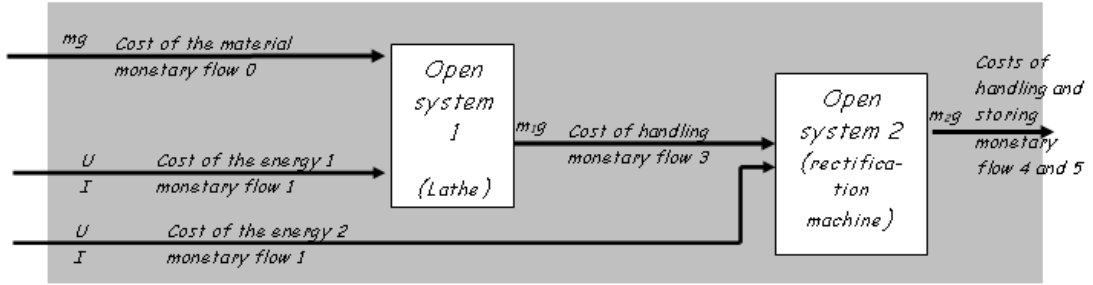 mg Cost of the material
monetary flow 0
U Cost of the energy 1
I monetary flow 1
U Cost of the energy 2
I monetary flow 1
Open
system
1
(Lathe)
m₁g Cost of handling
monetary flow 3
Open
system 2
(rectifica-
tion
machine)
m₂g
Costs of
handling and
storing
monetary
flow 4 and 5